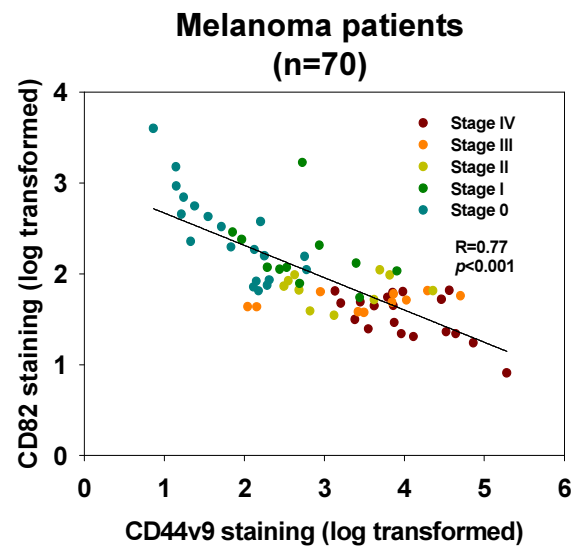 Melanoma patients
(n=70)
CD82 staining (log transformed)
4
3
2
1
0
Stage IV
Stage III
Stage II
Stage I
Stage 0
R=0.77
p<0.001
0 1 2 3 4 5 6
CD44v9 staining (log transformed)